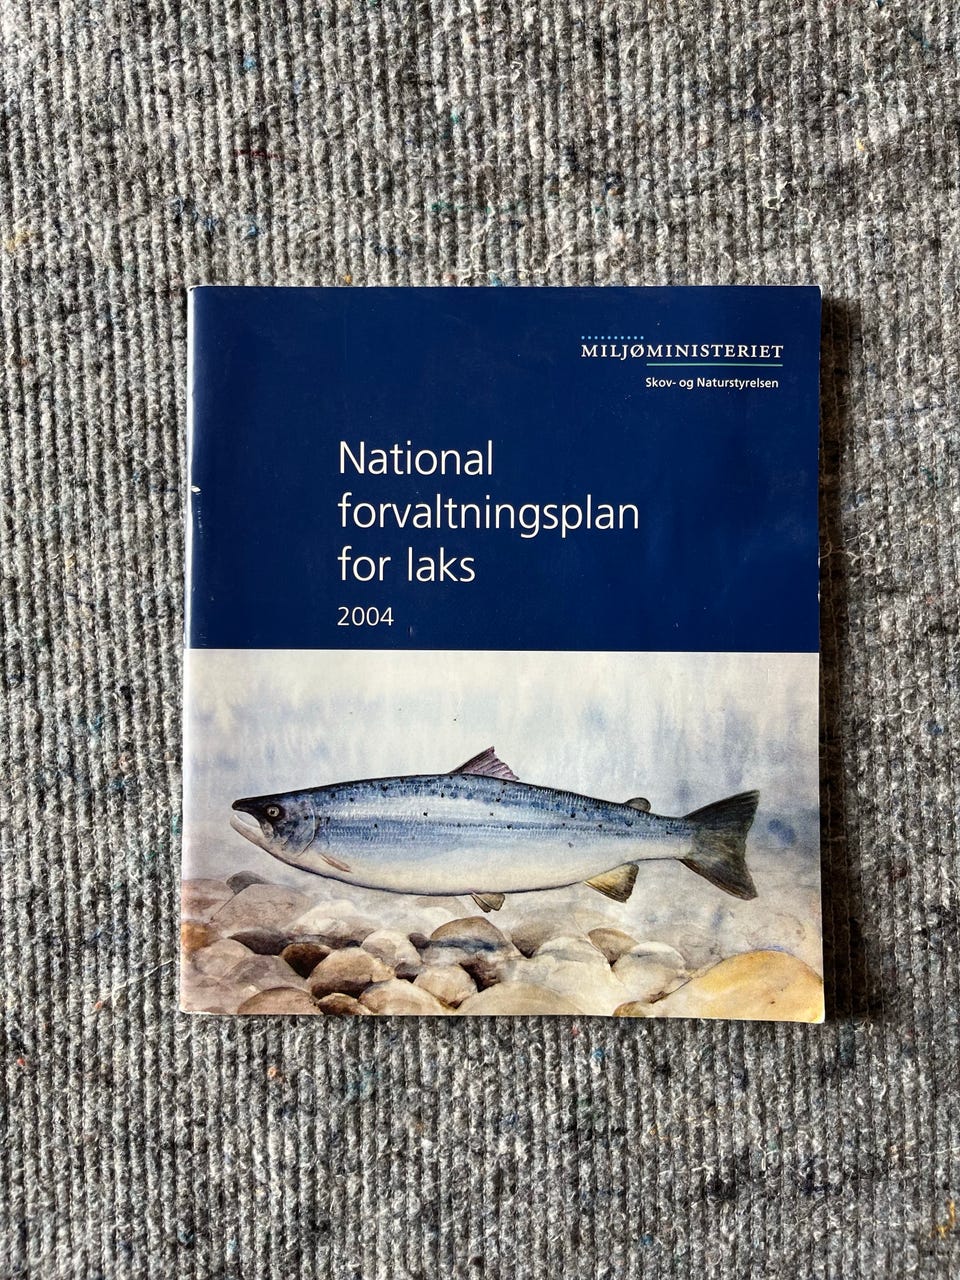 MILJØMINISTERIET
Skov- og Naturstyrelsen
National
forvaltningsplan
for laks
2004